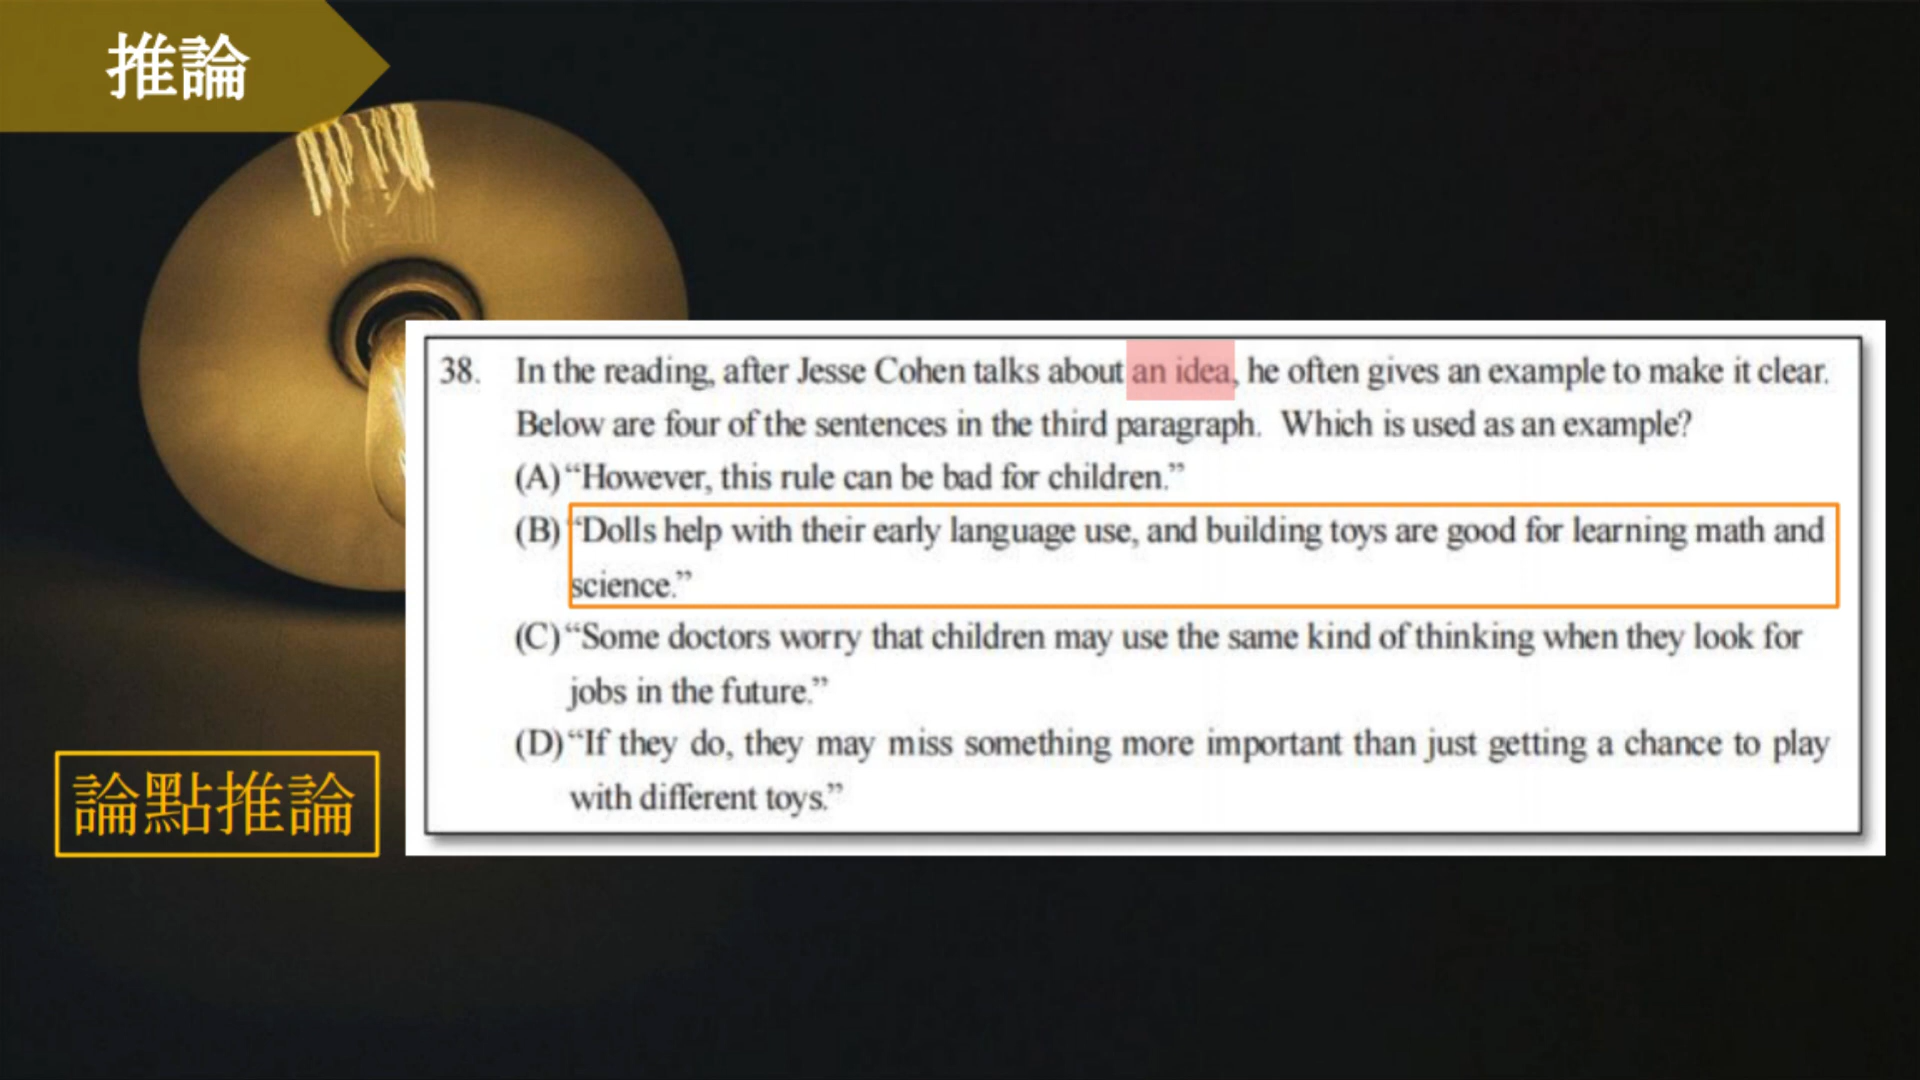 推論
38. In the reading, after Jesse Cohen talks about an idea, he often gives an example to make it clear.
Below are four of the sentences in the third paragraph. Which is used as an example?
(A) “However, this rule can be bad for children.”
(B) “Dolls help with their early language use, and building toys are good for learning math and
science.”
(C) “Some doctors worry that children may use the same kind of thinking when they look for
jobs in the future.”
(D) “If they do, they may miss something more important than just getting a chance to play
with different toys.”
論點推論